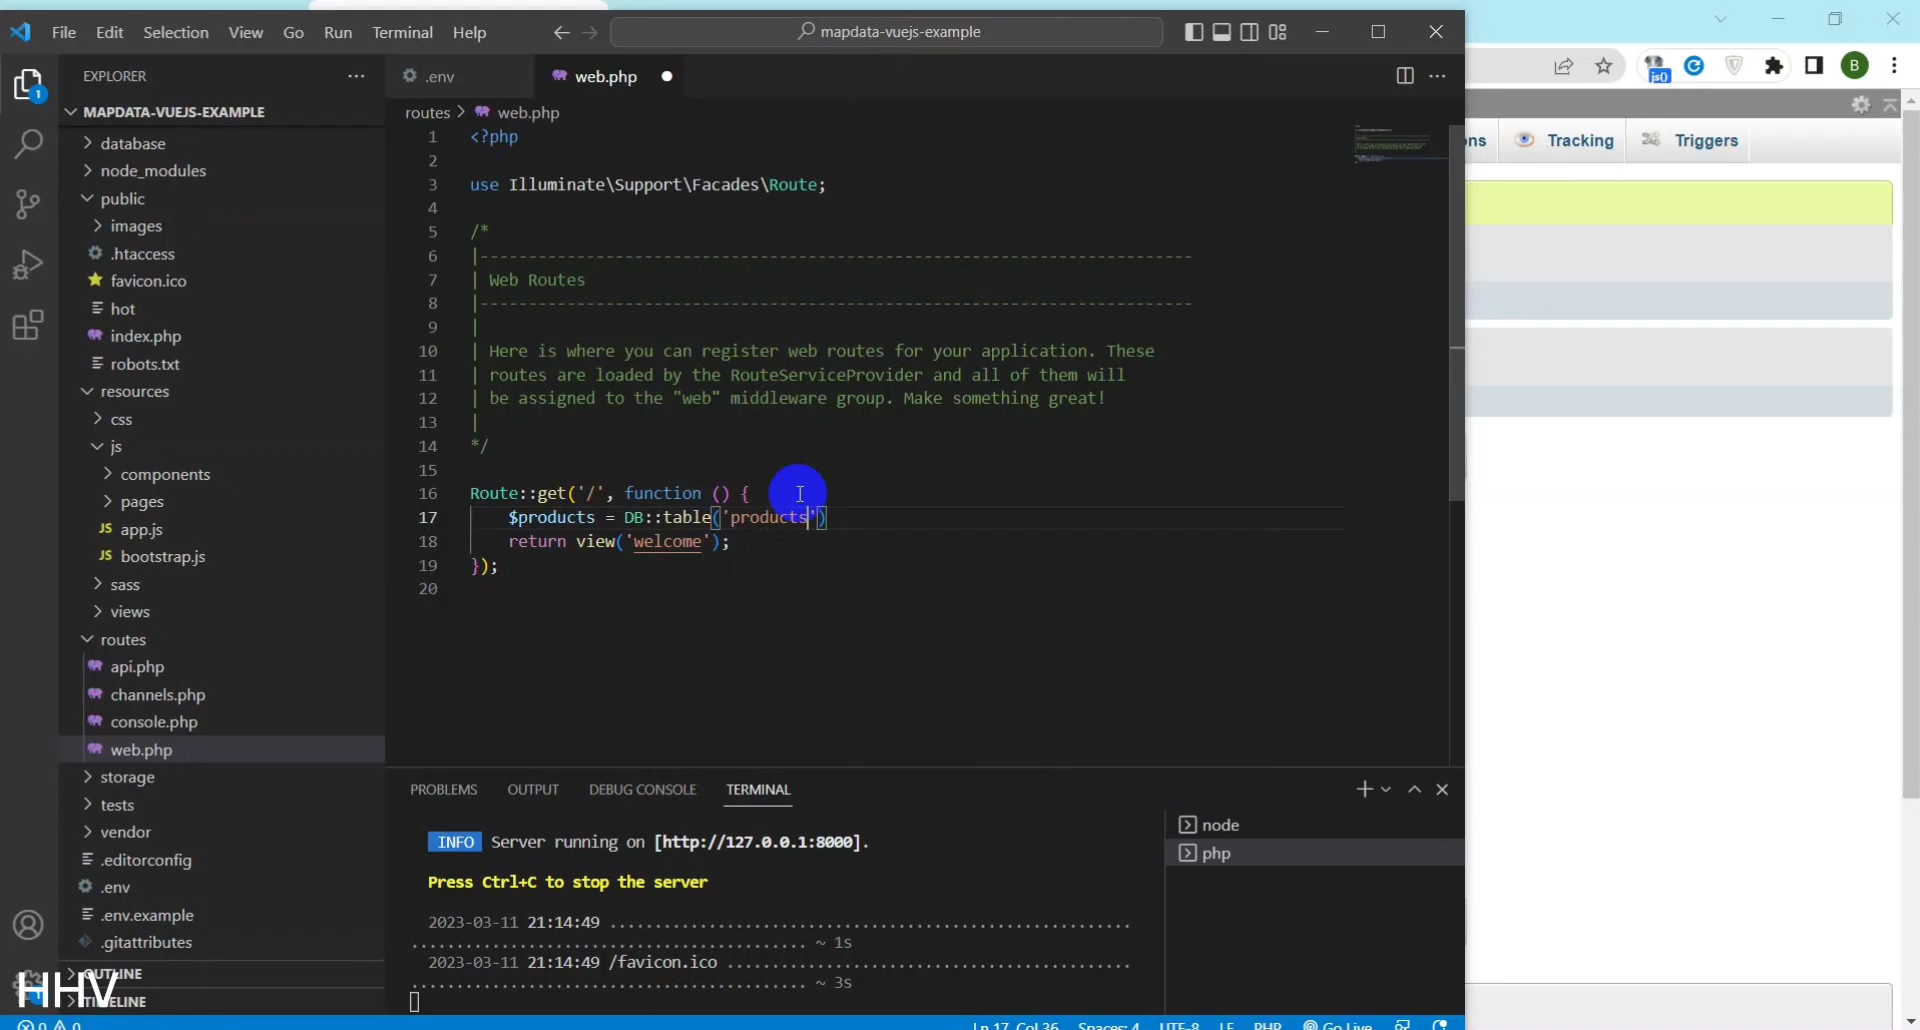 File Edit Selection View Go Run Terminal Help
mapdata-vuejs-example
EXPLORER
MAPDATA-VUEJS-EXAMPLE
database
node_modules
public
images
.htaccess
favicon.ico
hot
index.php
robots.txt
resources
css
js
components
pages
JS app.js
JS bootstrap.js
sass
views
routes
api.php
channels.php
console.php
web.php
storage
tests
vendor
.editorconfig
.env
.env.example
.gitattributes
OUTLINE
TIMELINE
HHV
1
1
.env
web.php
routes > web.php
1 <?php
2
3 use Illuminate\Support\Facades\Route;
4
5 /*
6 |--------------------------------------------------------------------------
7 | Web Routes
8 |--------------------------------------------------------------------------
9 |
10 | Here is where you can register web routes for your application. These
11 | routes are loaded by the RouteServiceProvider and all of them will
12 | be assigned to the "web" middleware group. Make something great!
13 |
14 */
15
16 Route::get('/', function () {
17 $products = DB::table('products')
18 return view('welcome');
19 });
20
PROBLEMS OUTPUT DEBUG CONSOLE TERMINAL
INFO Server running on [http://127.0.0.1:8000].
Press Ctrl+C to stop the server
2023-03-11 21:14:49 ......................................................
......................................... ~ 1s
2023-03-11 21:14:49 /favicon.ico ..........................................
......................................... ~ 3s
node
php
0 0
Ln 17, Col 36 Spaces: 4 UTF-8 LF PHP Go Live
js()
B
ns
Tracking
Triggers